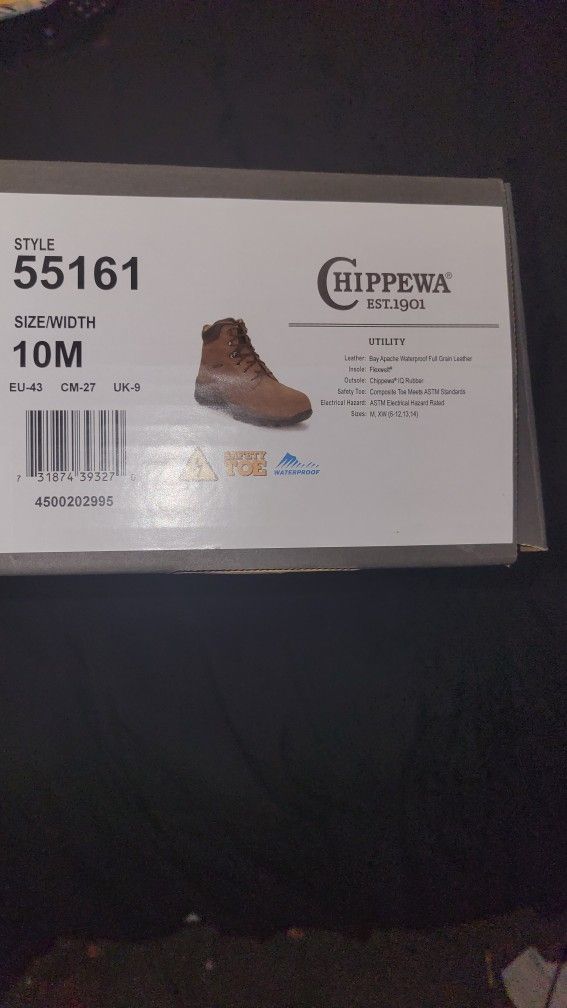 STYLE
55161
SIZE/WIDTH
10M
EU-43 CM-27 UK-9
7 31874 39327 6
4500202995
CHIPPEWA®
EST.1901
UTILITY
Leather: Bay Apache Waterproof Full Grain Leather
Insole: Flexwelt®
Outsole: Chippewa® IQ Rubber
Safety Toe: Composite Toe Meets ASTM Standards
Electrical Hazard: ASTM Electrical Hazard Rated
Sizes: M, XW (6-12,13,14)
SAFETY
TOE
WATERPROOF